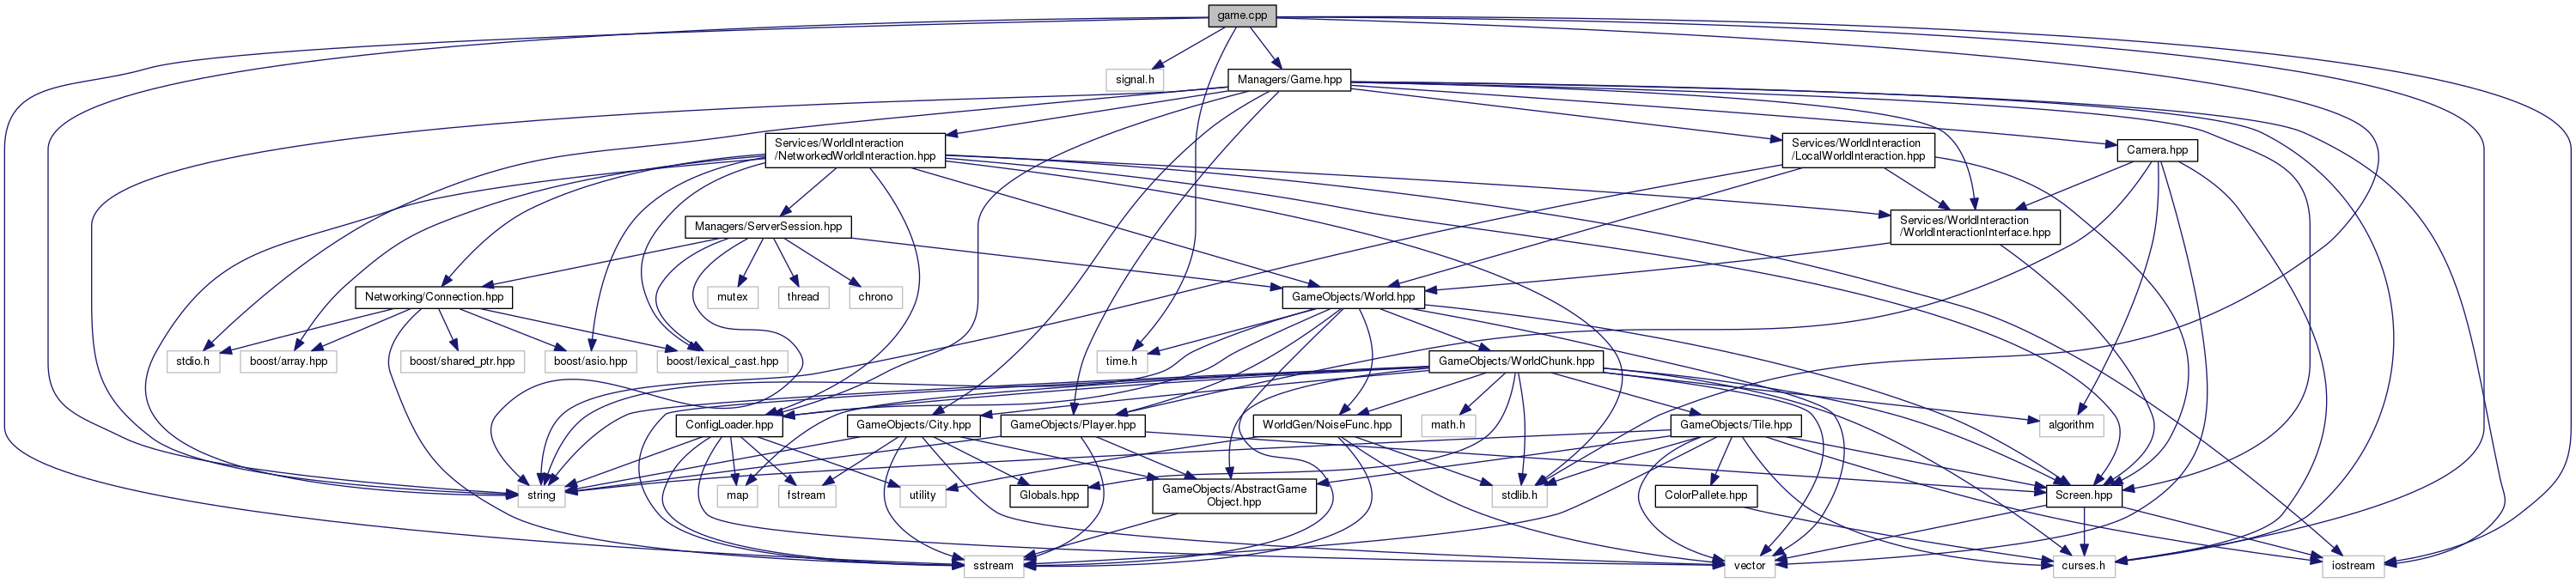 game.cpp
signal.h
Managers/Game.hpp
Services/WorldInteraction
/NetworkedWorldInteraction.hpp
Services/WorldInteraction
/LocalWorldInteraction.hpp
Camera.hpp
Managers/ServerSession.hpp
Services/WorldInteraction
/WorldInteractionInterface.hpp
Networking/Connection.hpp
mutex
thread
chrono
GameObjects/World.hpp
stdio.h
boost/array.hpp
boost/shared_ptr.hpp
boost/asio.hpp
boost/lexical_cast.hpp
time.h
GameObjects/WorldChunk.hpp
ConfigLoader.hpp
GameObjects/City.hpp
GameObjects/Player.hpp
WorldGen/NoiseFunc.hpp
math.h
GameObjects/Tile.hpp
algorithm
string
map
fstream
utility
Globals.hpp
GameObjects/AbstractGame
Object.hpp
stdlib.h
ColorPallete.hpp
Screen.hpp
sstream
vector
curses.h
iostream